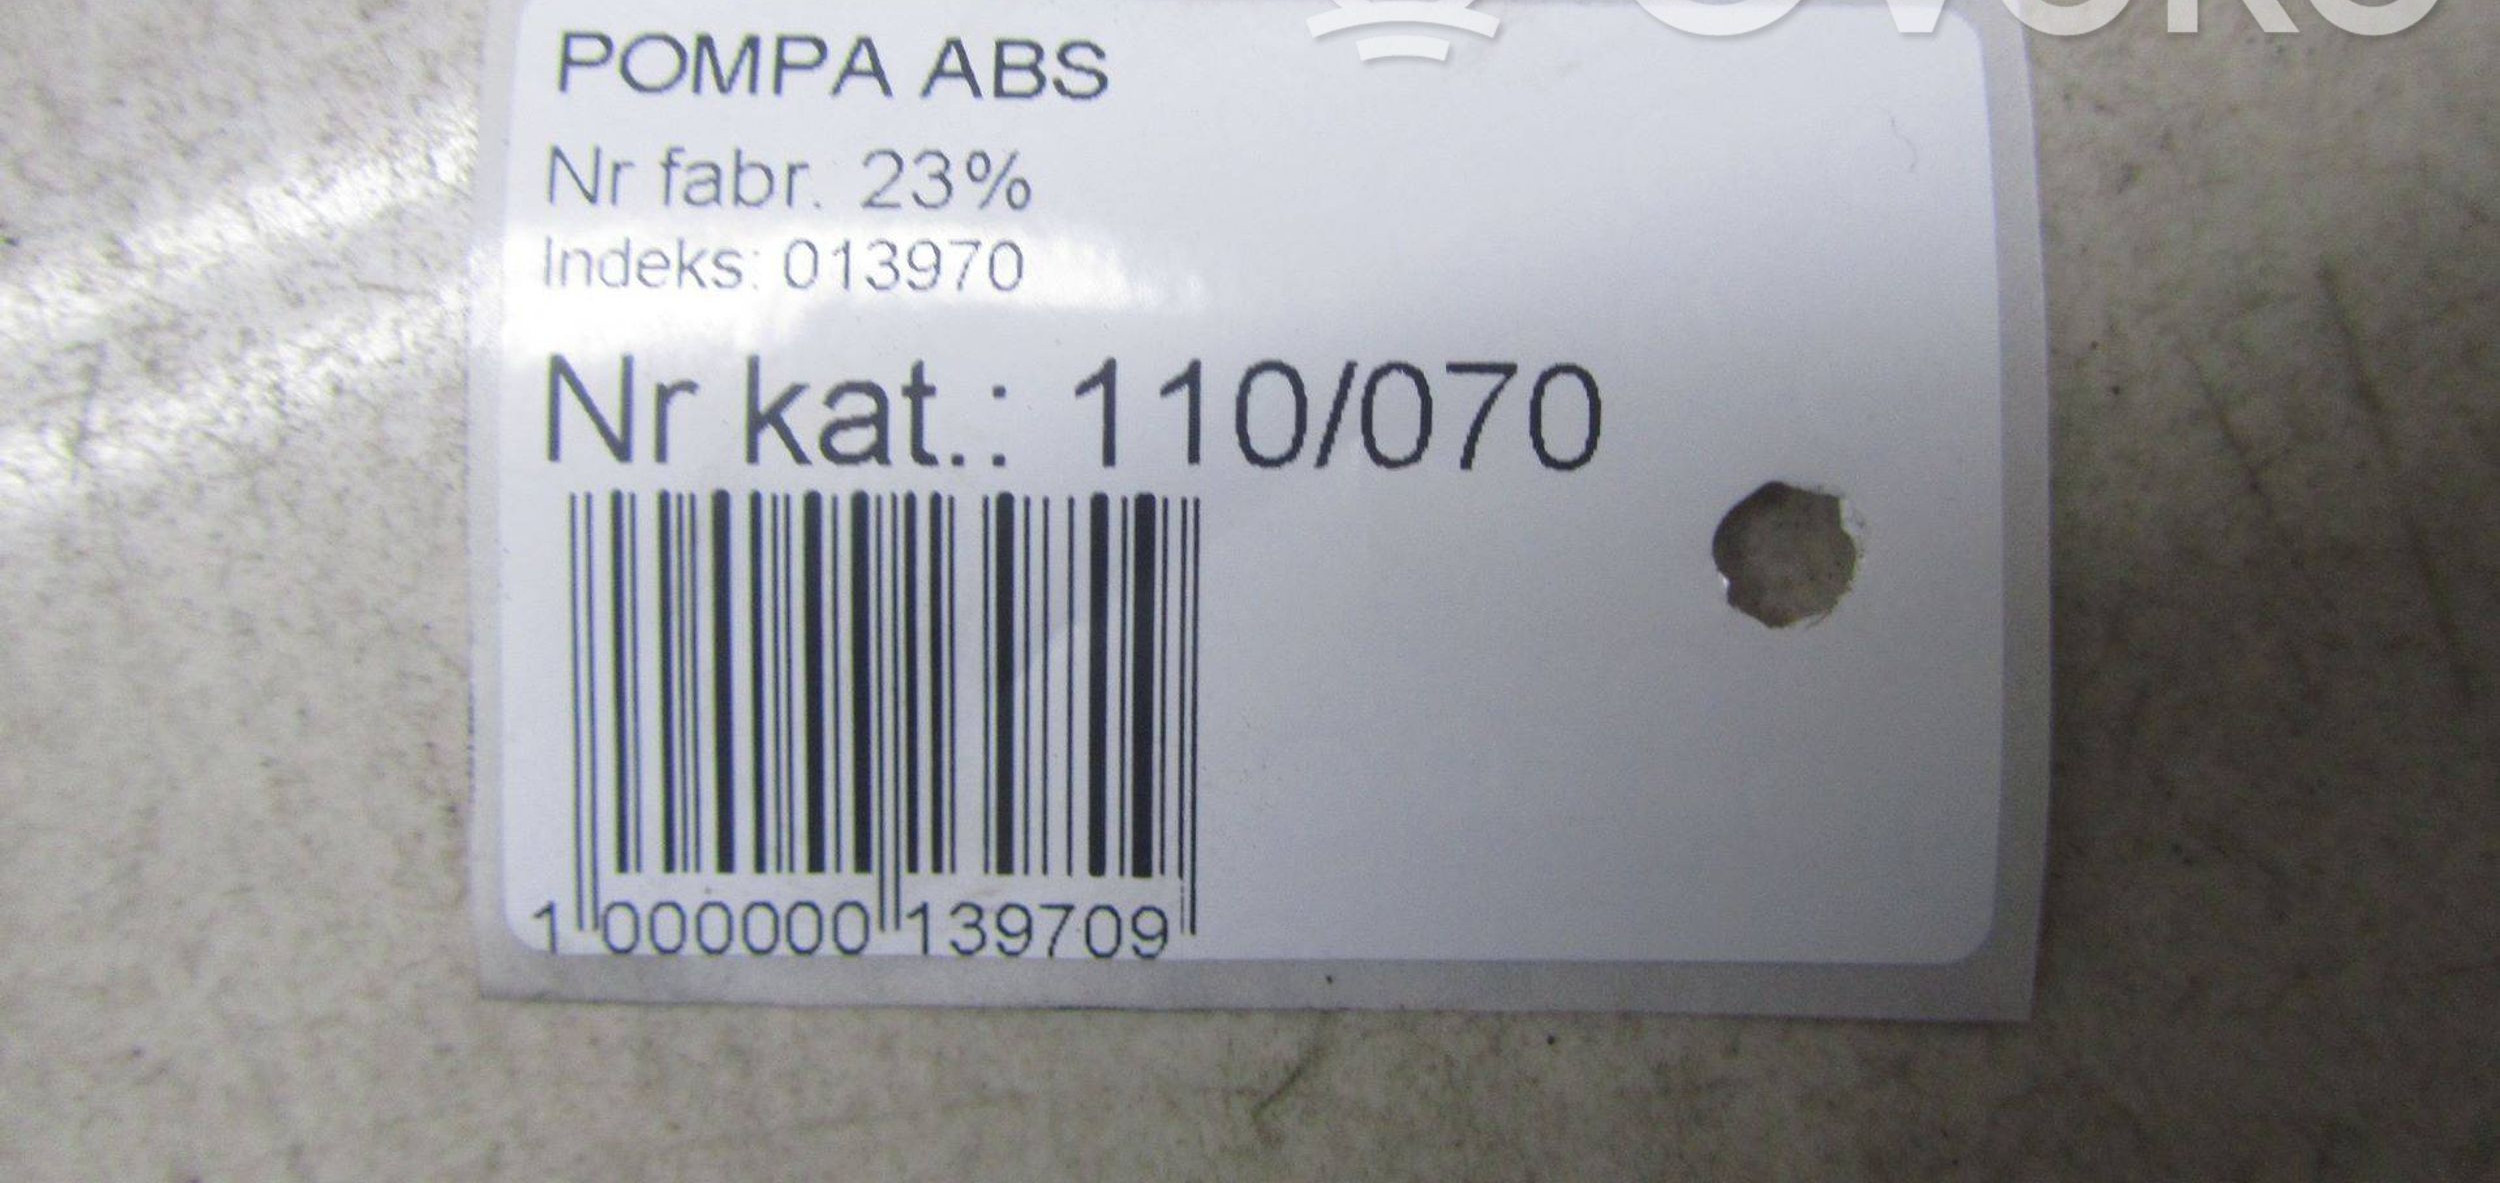 POMPA ABS
Nr fabr. 23%
Indeks: 013970
Nr kat.: 110/070
1 000000 139709